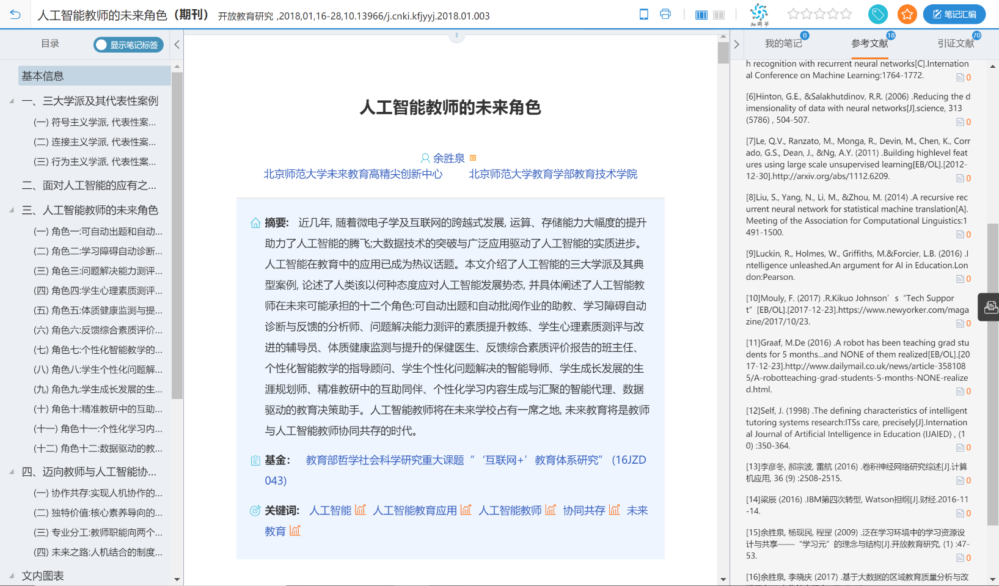 人工智能教师的未来角色（期刊） 开放教育研究 ,2018,01,16-28,10.13966/j.cnki.kfjyyj.2018.01.003
知网节
笔记汇编
目录
显示笔记标签
基本信息
一、三大学派及其代表性案例
(一) 符号主义学派, 代表性案...
(二) 连接主义学派, 代表性案...
(三) 行为主义学派, 代表性案...
二、面对人工智能的应有之...
三、人工智能教师的未来角色
(一) 角色一:可自动出题和自动...
(二) 角色二:学习障碍自动诊断...
(三) 角色三:问题解决能力测评...
(四) 角色四:学生心理素质测评...
(五) 角色五:体质健康监测与提...
(六) 角色六:反馈综合素质评价...
(七) 角色七:个性化智能教学的...
(八) 角色八:学生个性化问题解...
(九) 角色九:学生成长发展的生...
(十) 角色十:精准教研中的互助...
(十一) 角色十一:个性化学习内...
(十二) 角色十二:数据驱动的教...
四、迈向教师与人工智能协...
(一) 协作共存:实现人机协作的...
(二) 独特价值:核心素养导向的...
(三) 专业分工:教师职能向两个...
(四) 未来之路:人机结合的制度...
文内图表
人工智能教师的未来角色
余胜泉
北京师范大学未来教育高精尖创新中心 北京师范大学教育学部教育技术学院
摘要: 近几年, 随着微电子学及互联网的跨越式发展, 运算、存储能力大幅度的提升
助力了人工智能的腾飞;大数据技术的突破与广泛应用驱动了人工智能的实质进步。
人工智能在教育中的应用已成为热议话题。本文介绍了人工智能的三大学派及其典
型案例, 论述了人类该以何种态度应对人工智能发展势态, 并具体阐述了人工智能教
师在未来可能承担的十二个角色:可自动出题和自动批阅作业的助教、学习障碍自动
诊断与反馈的分析师、问题解决能力测评的素质提升教练、学生心理素质测评与改
进的辅导员、体质健康监测与提升的保健医生、反馈综合素质评价报告的班主任、
个性化智能教学的指导顾问、学生个性化问题解决的智能导师、学生成长发展的生
涯规划师、精准教研中的互助同伴、个性化学习内容生成与汇聚的智能代理、数据
驱动的教育决策助手。人工智能教师将在未来学校占有一席之地, 未来教育将是教师
与人工智能教师协同共存的时代。
基金: 教育部哲学社会科学研究重大课题“‘互联网+’教育体系研究” (16JZD
043)
关键词: 人工智能 人工智能教育应用 人工智能教师 协同共存 未来
教育
我的笔记 0
参考文献 18
引证文献 70
h recognition with recurrent neural networks[C].Internation
al Conference on Machine Learning:1764-1772.
0
[6]Hinton, G.E., &Salakhutdinov, R.R. (2006) .Reducing the d
imensionality of data with neural networks[J].science, 313
(5786) , 504-507.
0
[7]Le, Q.V., Ranzato, M., Monga, R., Devin, M., Chen, K., Corr
ado, G.S., Dean, J., &Ng, A.Y. (2011) .Building highlevel feat
ures using large scale unsupervised learning[EB/OL].[2012-
12-30].http://arxiv.org/abs/1112.6209.
0
[8]Liu, S., Yang, N., Li, M., &Zhou, M. (2014) .A recursive rec
urrent neural network for statistical machine translation[A].
Meeting of the Association for Computational Linguistics:1
491-1500.
0
[9]Luckin, R., Holmes, W., Griffiths, M.&Forcier, L.B. (2016) .I
ntelligence unleashed.An argument for AI in Education.Lon
don:Pearson.
0
[10]Mouly, F. (2017) .R.Kikuo Johnson’s “Tech Suppor
t” [EB/OL].[2017-12-23].https://www.newyorker.com/maga
zine/2017/10/23.
0
[11]Graaf, M.De (2016) .A robot has been teaching grad stu
dents for 5 months...and NONE of them realized[EB/OL].[20
17-12-23].http://www.dailymail.co.uk/news/article-358108
5/A-robotteaching-grad-students-5-months-NONE-realize
d.html.
0
[12]Self, J. (1998) .The defining characteristics of intelligent
tutoring systems research:ITSs care, precisely[J].Internation
al Journal of Artificial Intelligence in Education (IJAIED) , (1
0) :350-364.
0
[13]李彦冬, 郝宗波, 雷航 (2016) .卷积神经网络研究综述[J].计算
机应用, 36 (9) :2508-2515.
0
[14]梁辰 (2016) .IBM第四次转型, Watson担纲[J].财经.2016-11
-14.
0
[15]余胜泉, 杨现民, 程罡 (2009) .泛在学习环境中的学习资源设
计与共享——“学习元”的理念与结构[J].开放教育研究, (1) :47-
53.
0
[16]余胜泉, 李晓庆 (2017) .基于大数据的区域教育质量分析与改